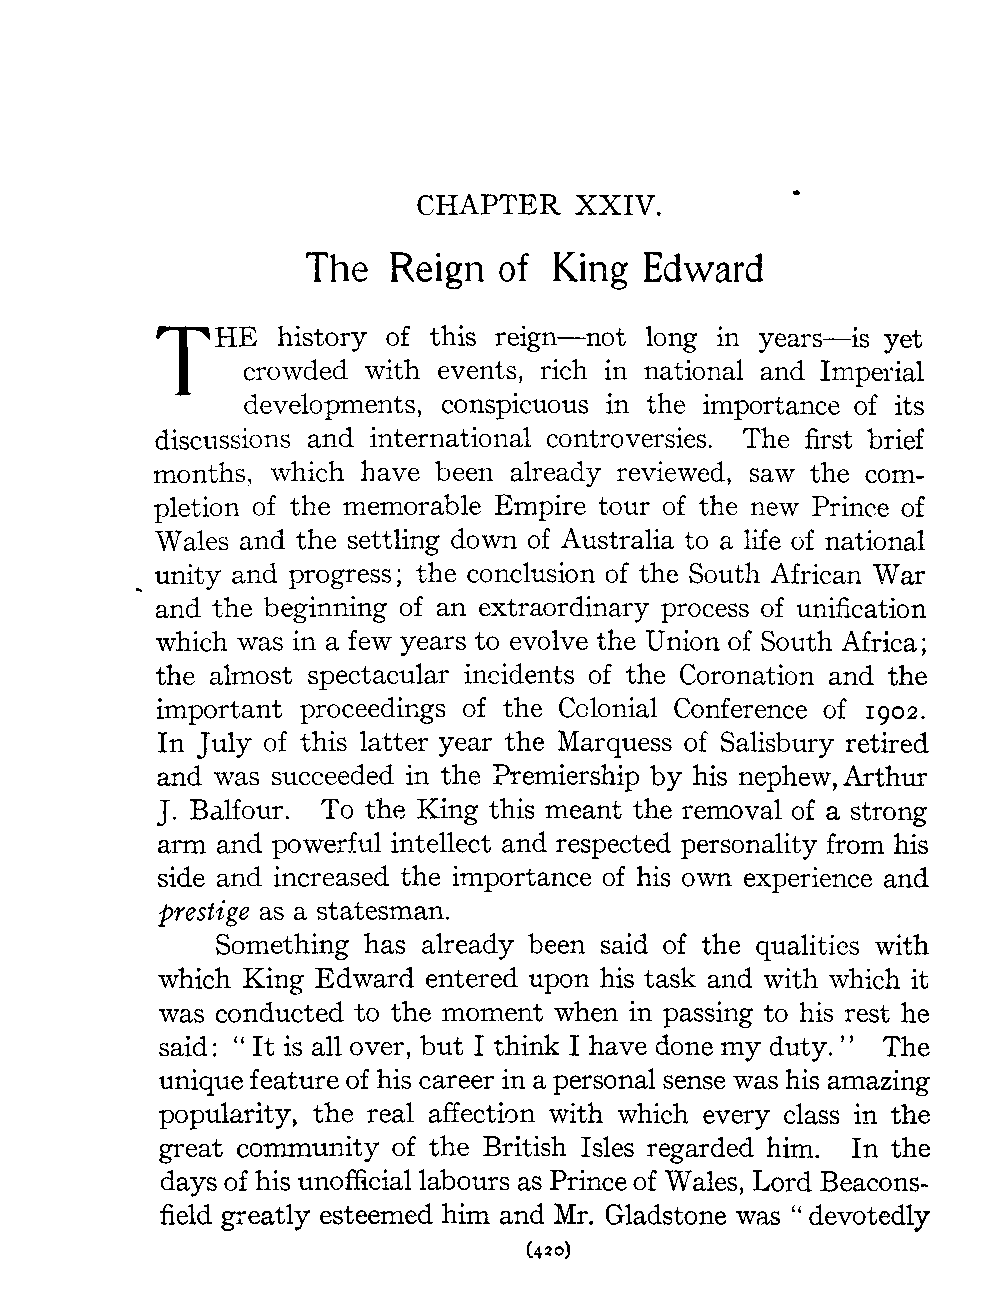 CHAPTER XXIV.
The Reign of King Edward
THE history of this reign—not long in years—is yet
crowded with events, rich in national and Imperial
developments, conspicuous in the importance of its
discussions and international controversies. The first brief
months, which have been already reviewed, saw the com-
pletion of the memorable Empire tour of the new Prince of
Wales and the settling down of Australia to a life of national
unity and progress; the conclusion of the South African War
and the beginning of an extraordinary process of unification
which was in a few years to evolve the Union of South Africa;
the almost spectacular incidents of the Coronation and the
important proceedings of the Colonial Conference of 1902.
In July of this latter year the Marquess of Salisbury retired
and was succeeded in the Premiership by his nephew, Arthur
J. Balfour. To the King this meant the removal of a strong
arm and powerful intellect and respected personality from his
side and increased the importance of his own experience and
prestige as a statesman.
Something has already been said of the qualities with
which King Edward entered upon his task and with which it
was conducted to the moment when in passing to his rest he
said: “It is all over, but I think I have done my duty.” The
unique feature of his career in a personal sense was his amazing
popularity, the real affection with which every class in the
great community of the British Isles regarded him. In the
days of his unofficial labours as Prince of Wales, Lord Beacons-
field greatly esteemed him and Mr. Gladstone was “devotedly
(420)